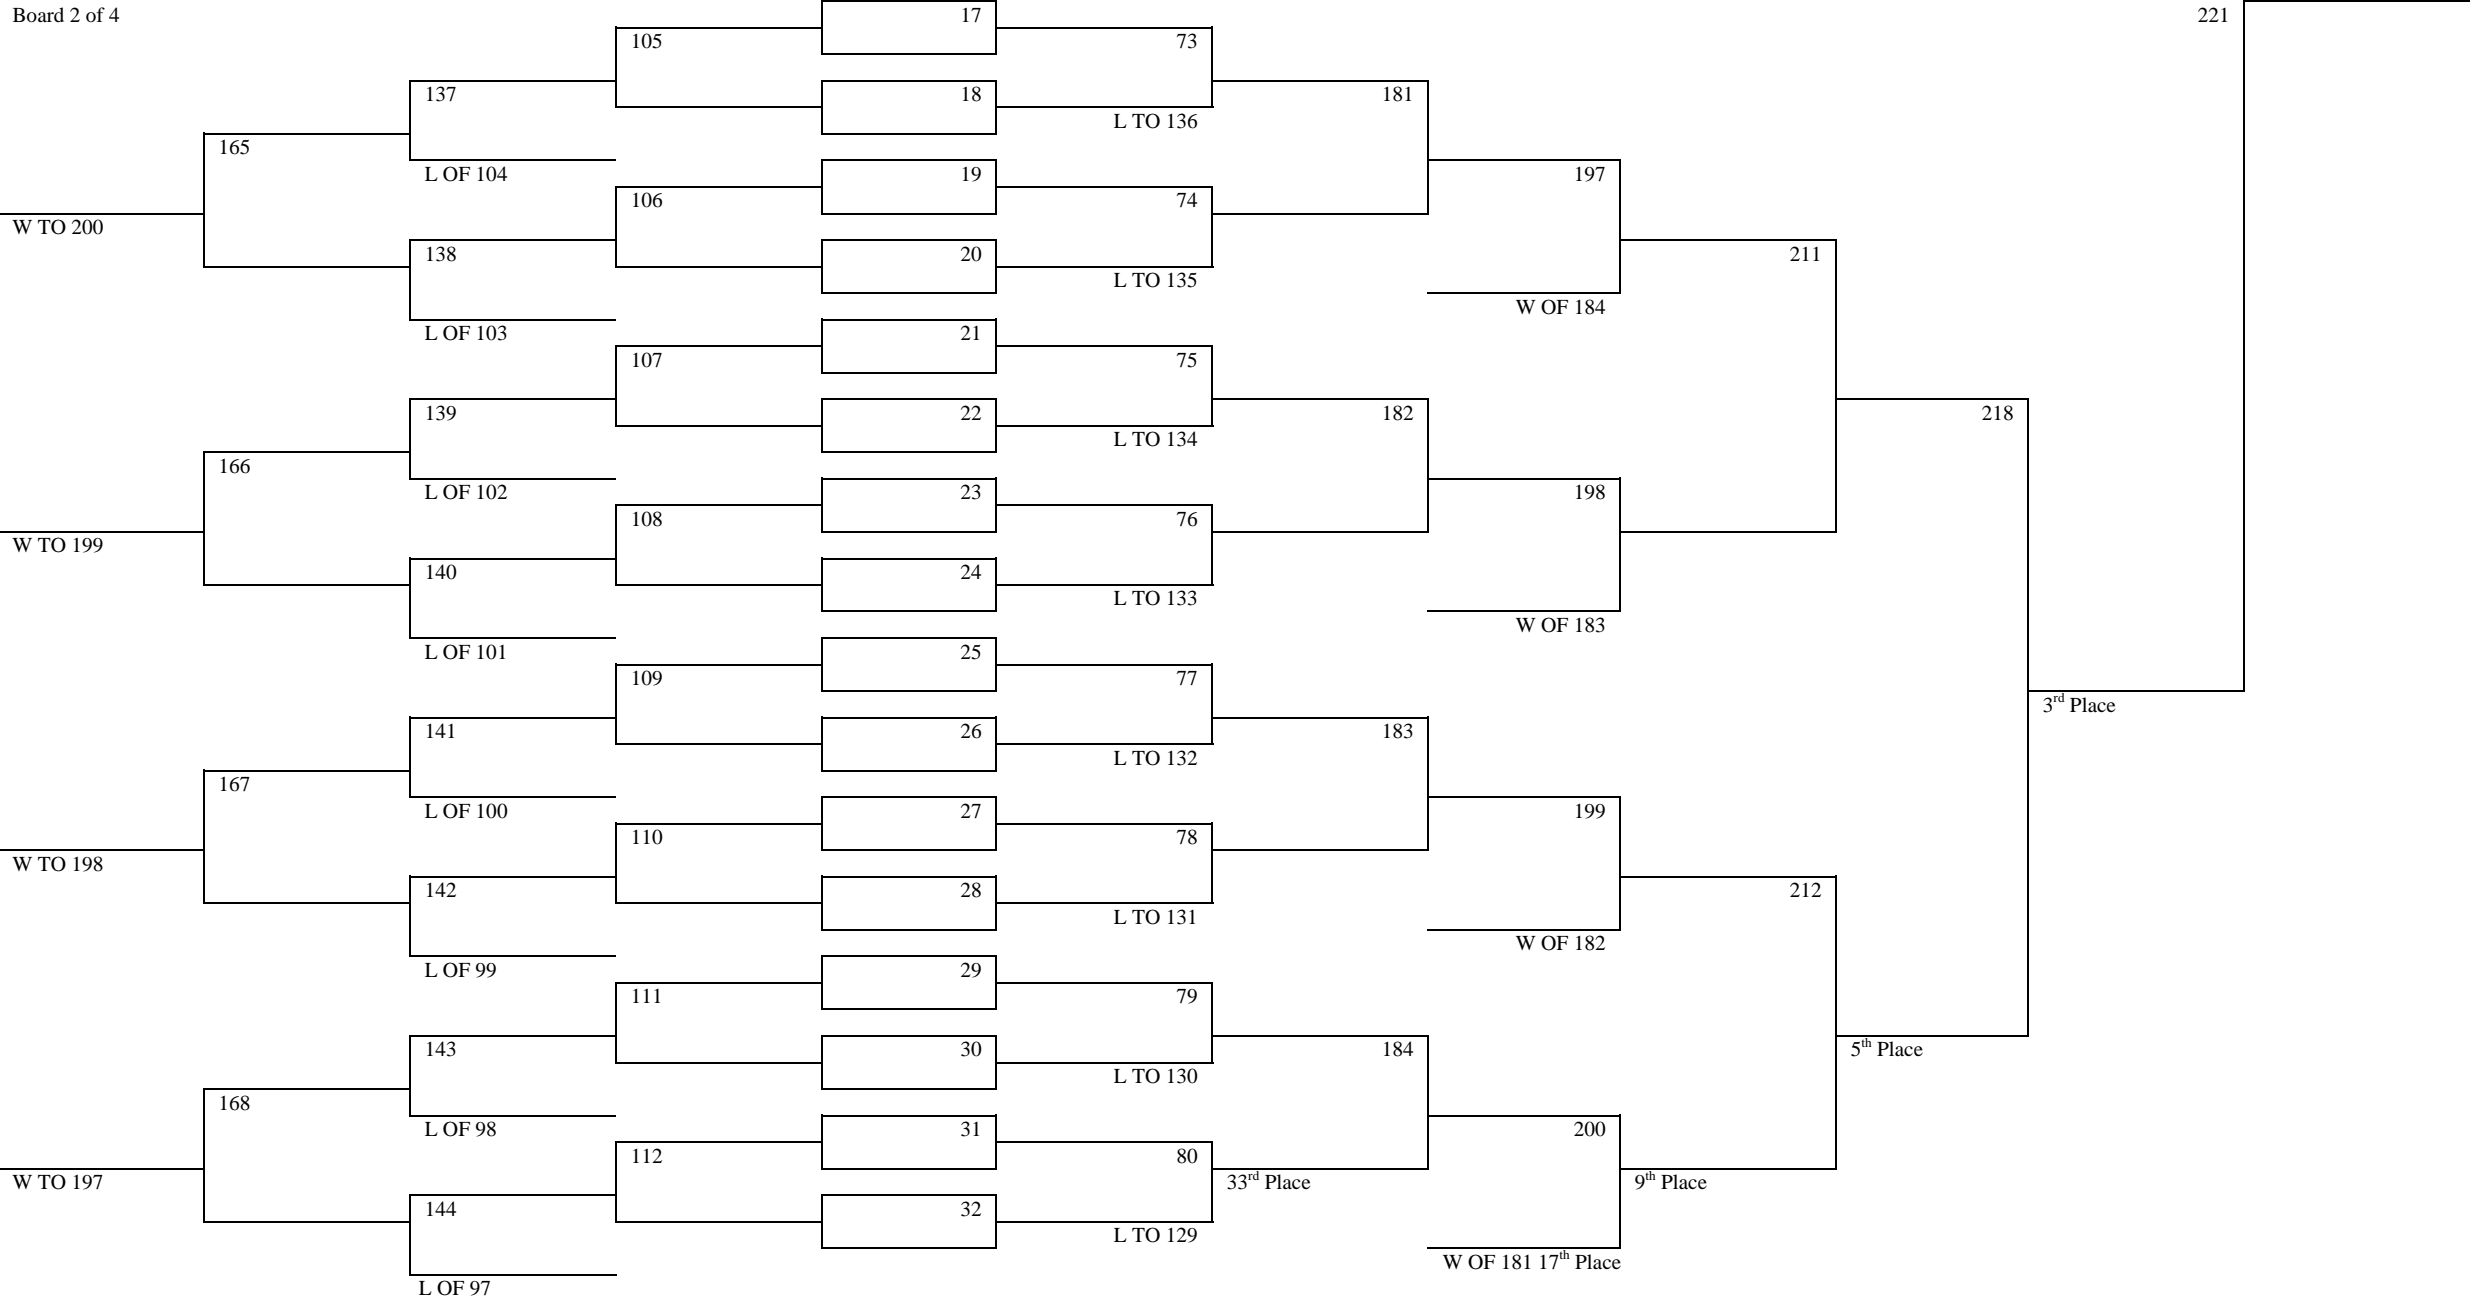 Board 2 of 4
17
221
105
73
137
18
181
L TO 136
165
L OF 104
19
197
106
74
W TO 200
138
20
211
L TO 135
W OF 184
L OF 103
21
107
75
139
22
182
218
L TO 134
166
L OF 102
23
198
108
76
W TO 199
140
24
L TO 133
W OF 183
L OF 101
25
109
77
3rd Place
141
26
183
L TO 132
167
L OF 100
27
199
110
78
W TO 198
142
28
212
L TO 131
W OF 182
L OF 99
29
111
79
143
30
184
5th Place
L TO 130
168
L OF 98
31
200
112
80
W TO 197
33rd Place
9th Place
144
32
L TO 129
W OF 181 17th Place
L OF 97